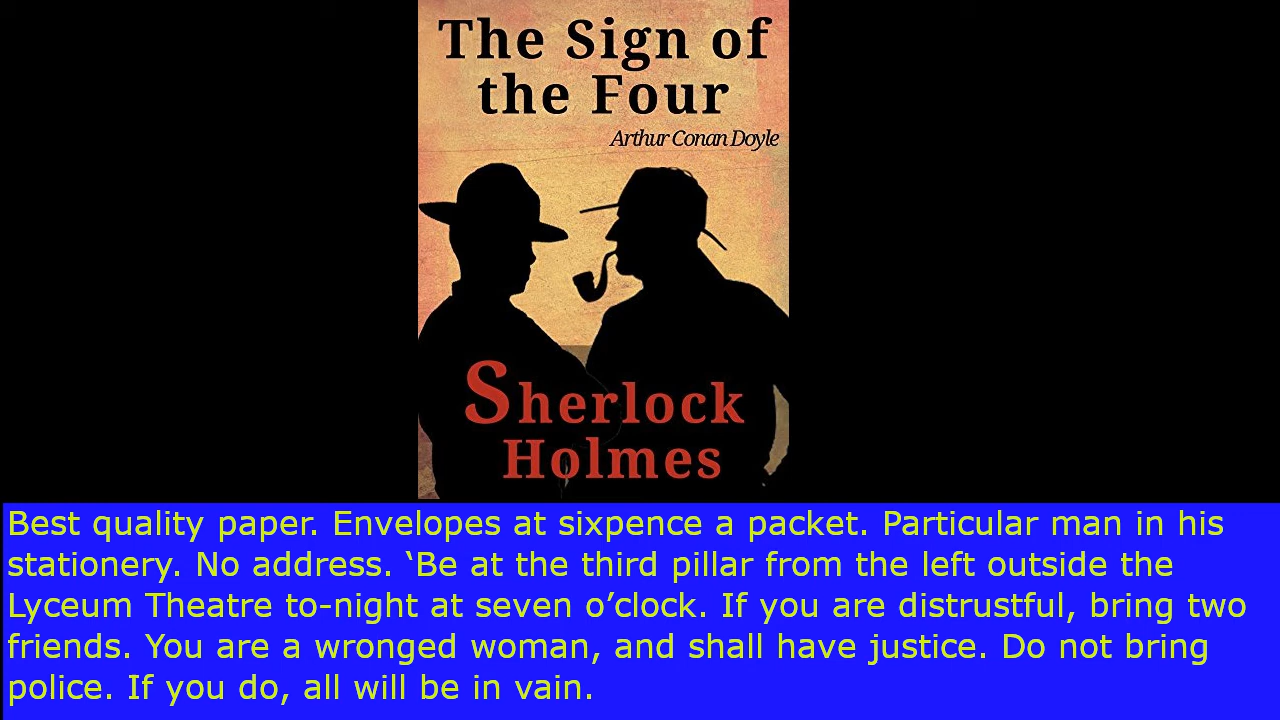 The Sign of
the Four
Arthur Conan Doyle
Sherlock
Holmes
Best quality paper. Envelopes at sixpence a packet. Particular man in his
stationery. No address. ‘Be at the third pillar from the left outside the
Lyceum Theatre to-night at seven o’clock. If you are distrustful, bring two
friends. You are a wronged woman, and shall have justice. Do not bring
police. If you do, all will be in vain.